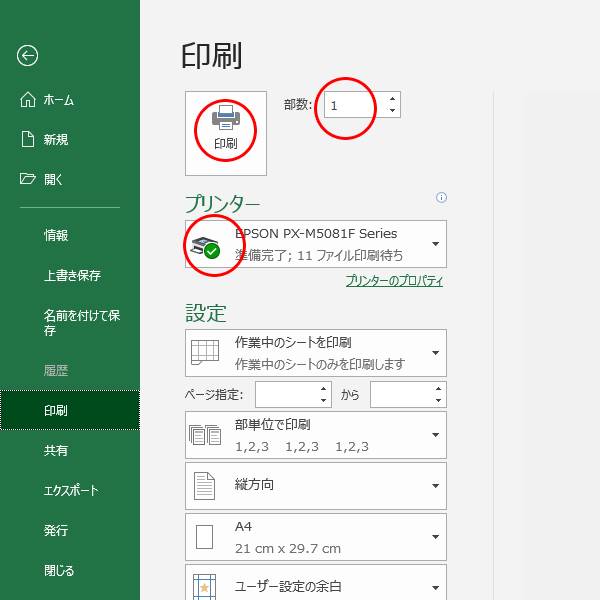 ホーム
新規
開く
情報
上書き保存
名前を付けて保
存
履歴
印刷
共有
エクスポート
発行
閉じる
印刷
印刷
部数:
1
プリンター
EPSON PX-M5081F Series
準備完了; 11 ファイル印刷待ち
プリンターのプロパティ
設定
作業中のシートを印刷
作業中のシートのみを印刷します
ページ指定:
から
部単位で印刷
1,2,3 1,2,3 1,2,3
縦方向
A4
21 cm x 29.7 cm
ユーザー設定の余白